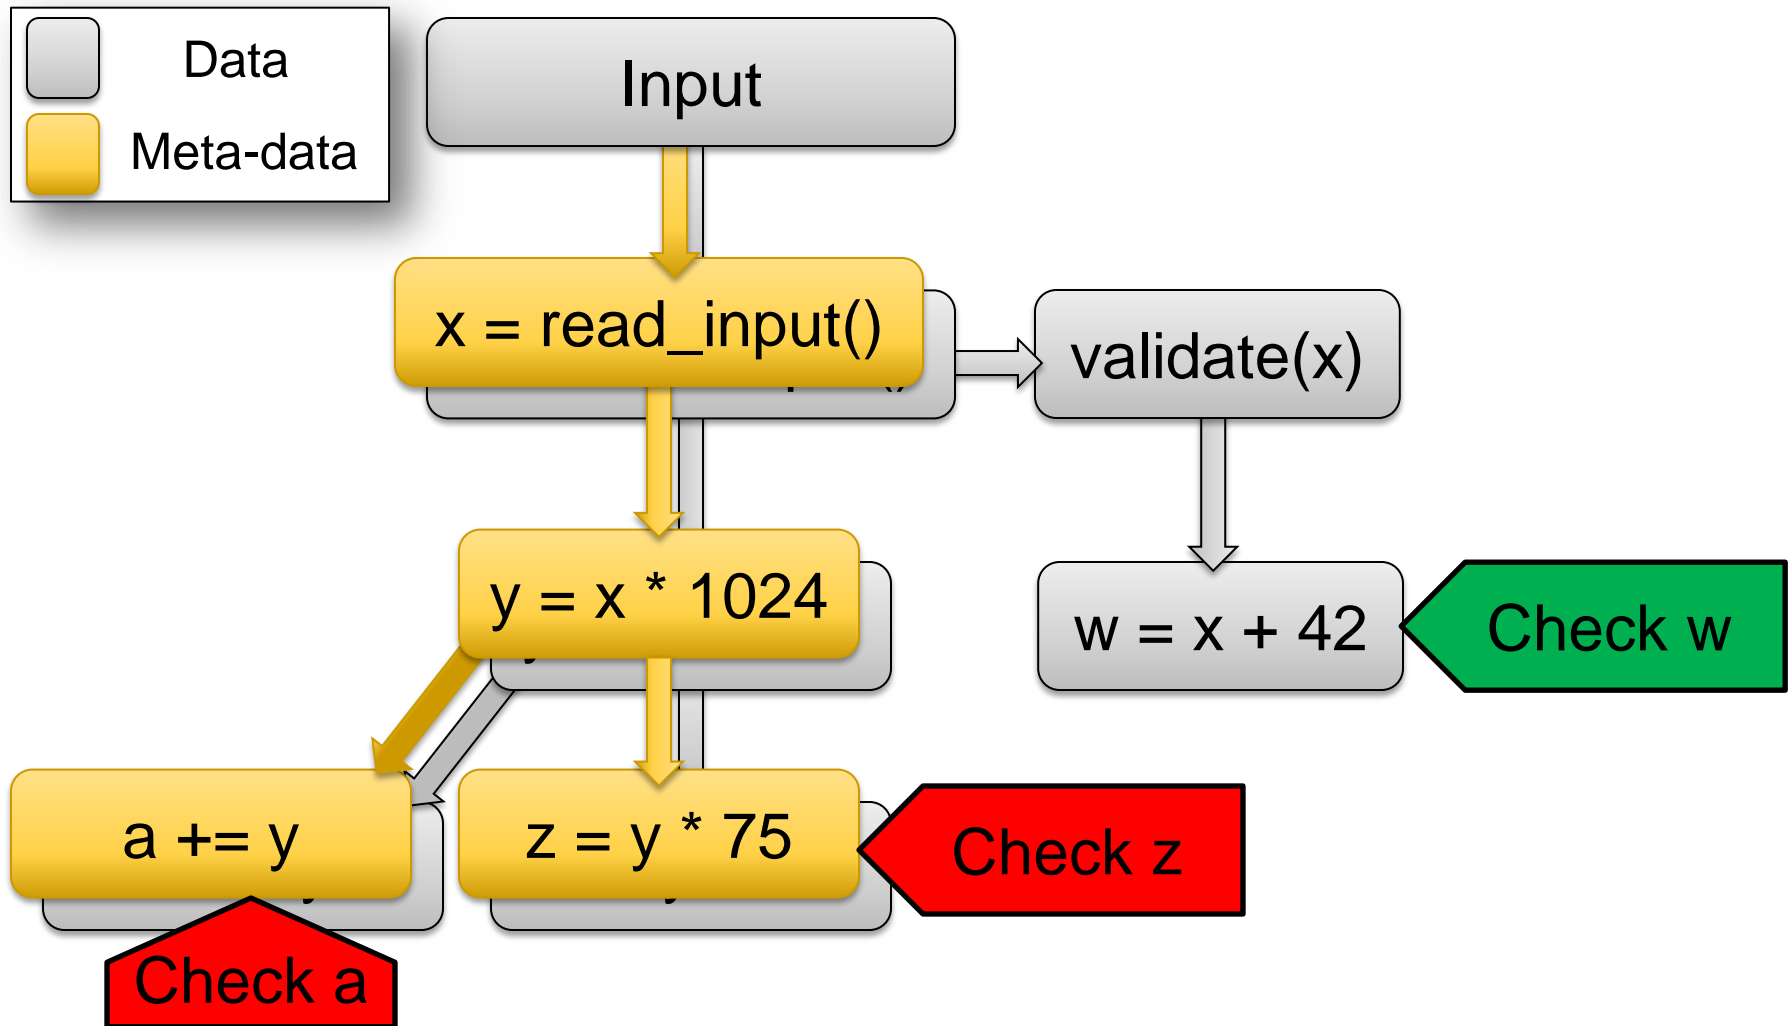 Data
Meta-data
Input
x = read_input()
validate(x)
y = x * 1024
w = x + 42
Check w
a += y
z = y * 75
Check z
Check a